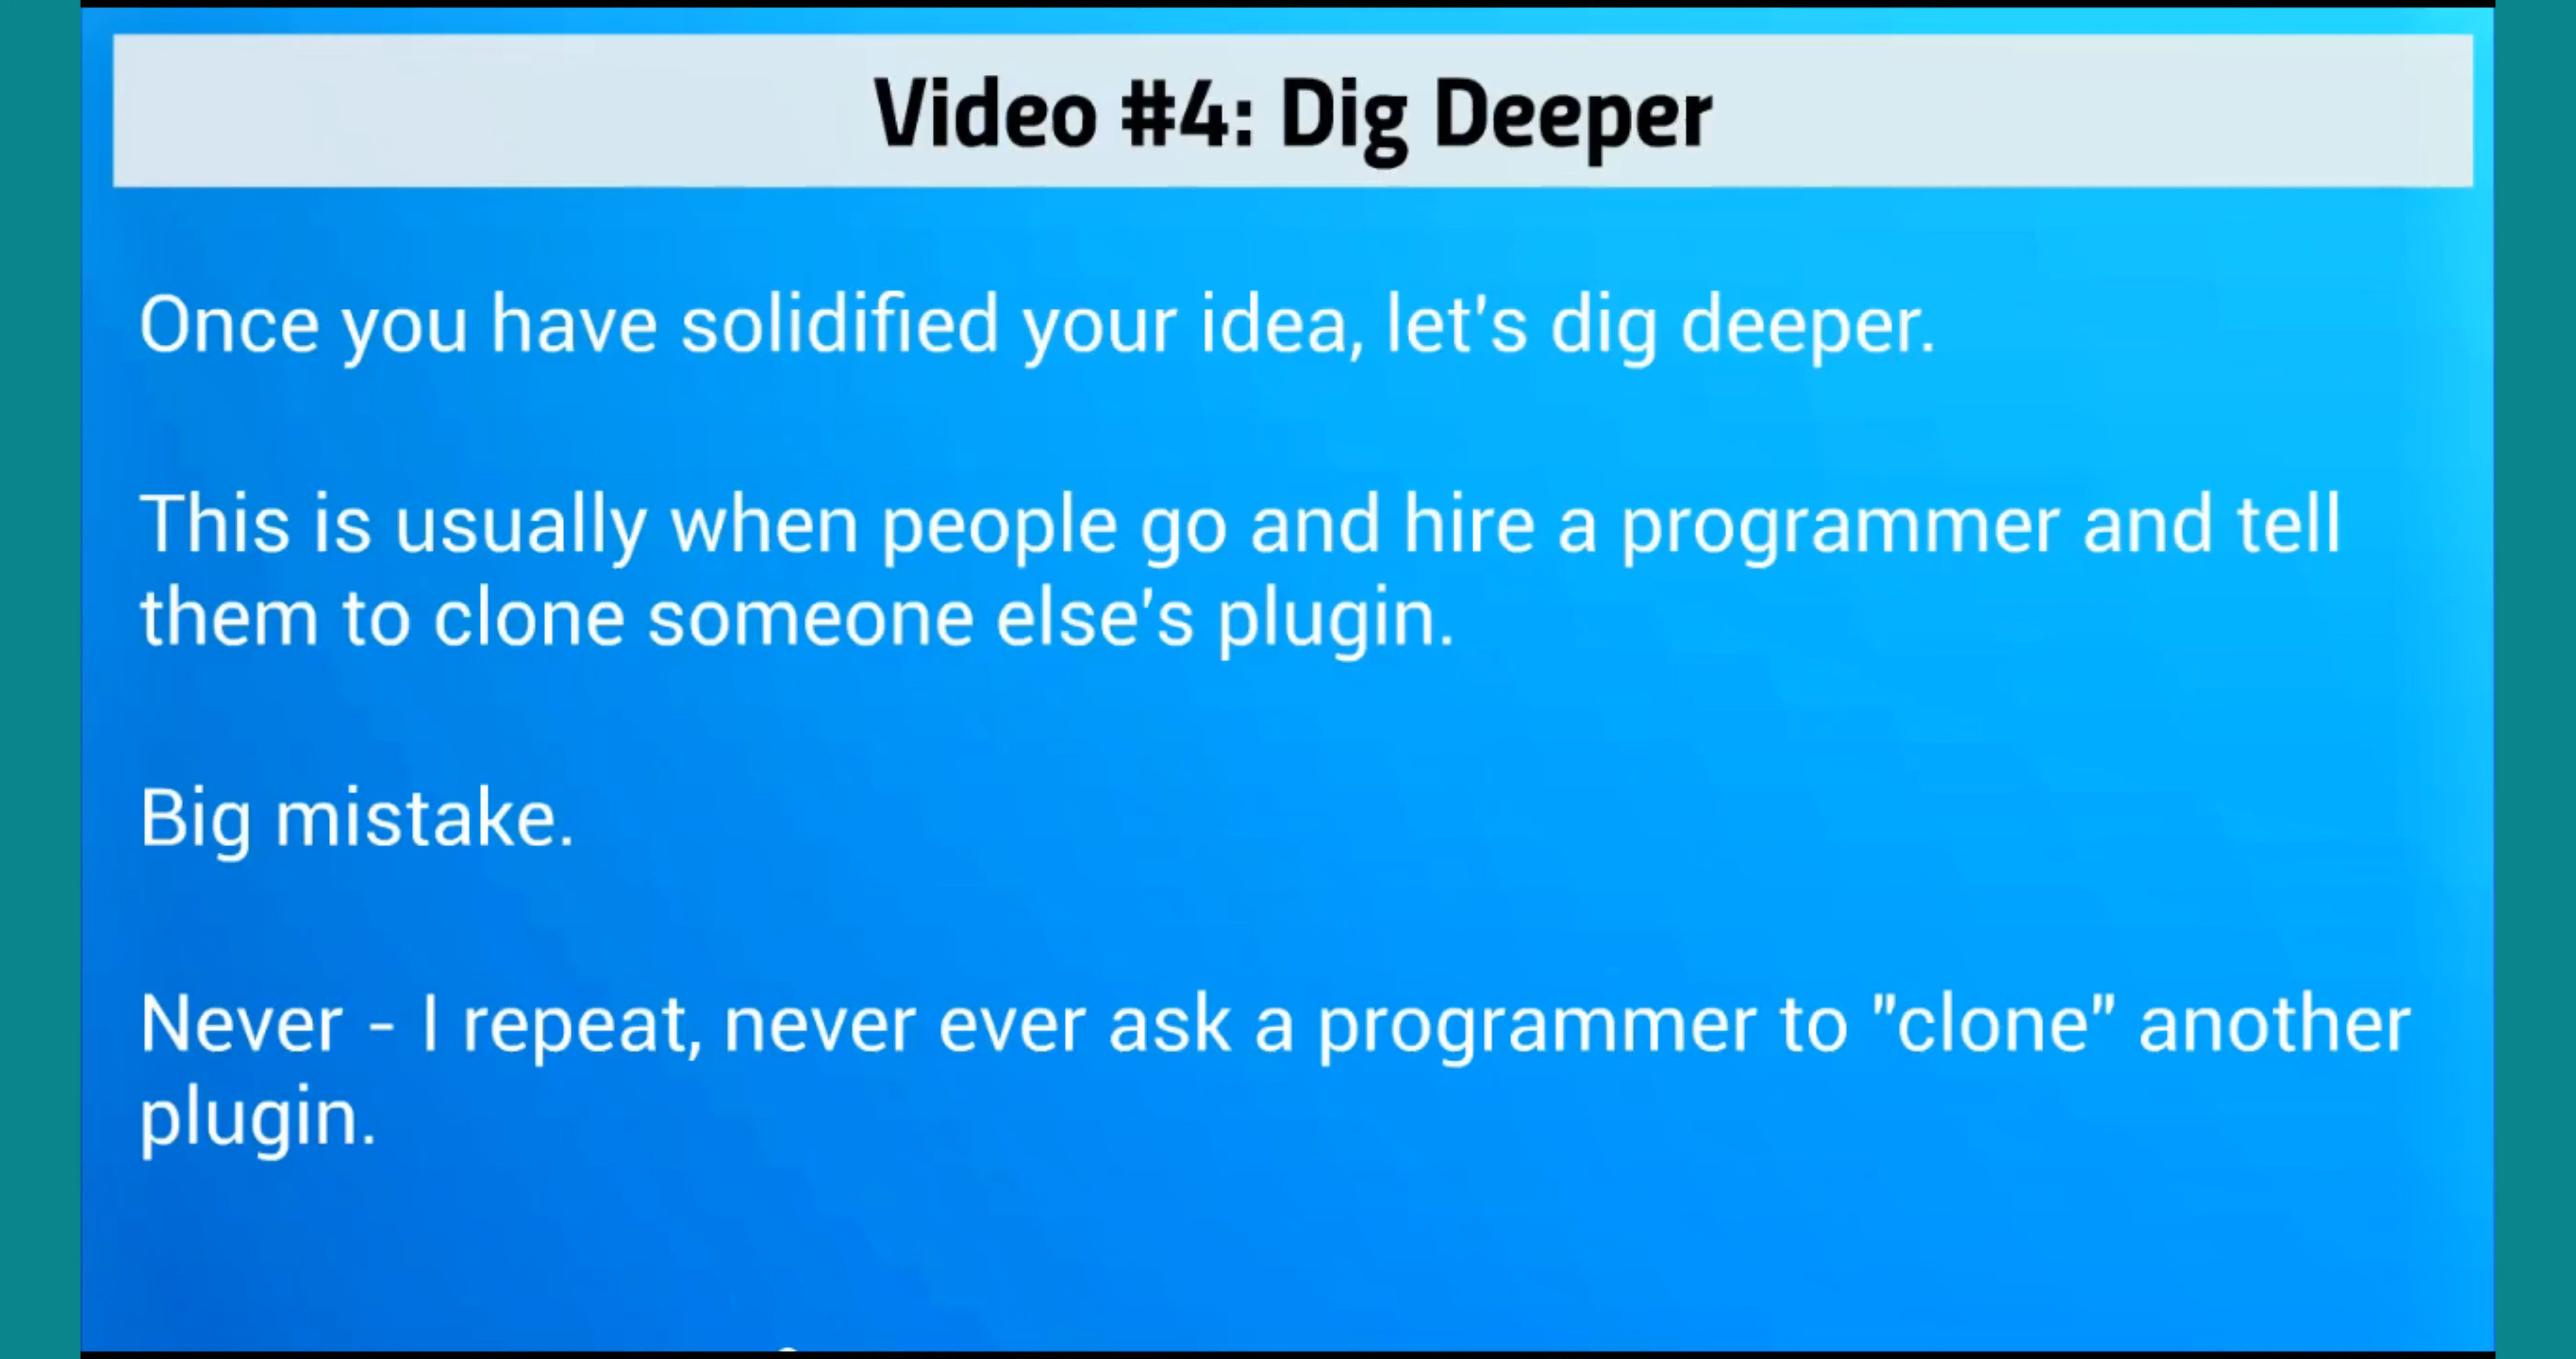 Video #4: Dig Deeper
Once you have solidified your idea, let's dig deeper.
This is usually when people go and hire a programmer and tell
them to clone someone else's plugin.
Big mistake.
Never - I repeat, never ever ask a programmer to "clone" another
plugin.